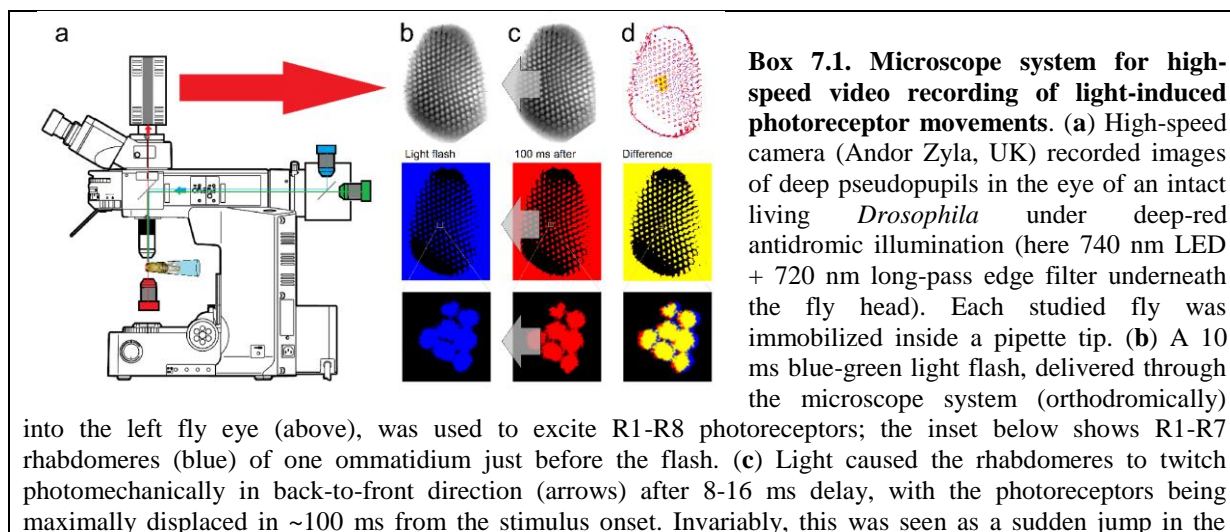 a
b
c
d
Light flash
100 ms after
Difference
Box 7.1. Microscope system for high-
speed video recording of light-induced
photoreceptor movements. (a) High-speed
camera (Andor Zyla, UK) recorded images
of deep pseudopupils in the eye of an intact
living Drosophila under deep-red
antidromic illumination (here 740 nm LED
+ 720 nm long-pass edge filter underneath
the fly head). Each studied fly was
immobilized inside a pipette tip. (b) A 10
ms blue-green light flash, delivered through
the microscope system (orthodromically)
into the left fly eye (above), was used to excite R1-R8 photoreceptors; the inset below shows R1-R7
rhabdomeres (blue) of one ommatidium just before the flash. (c) Light caused the rhabdomeres to twitch
photomechanically in back-to-front direction (arrows) after 8-16 ms delay, with the photoreceptors being
maximally displaced in ~100 ms from the stimulus onset. Invariably, this was seen as a sudden jump in the